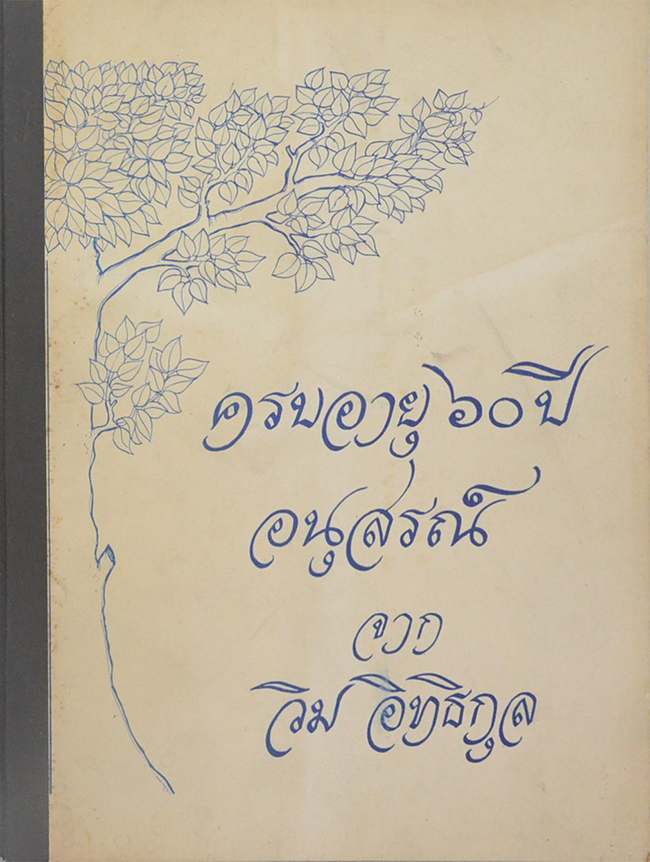 ครบอายุ ๖๐ ปี
อนุสรณ์
จาก
วิม อิทธิกุล